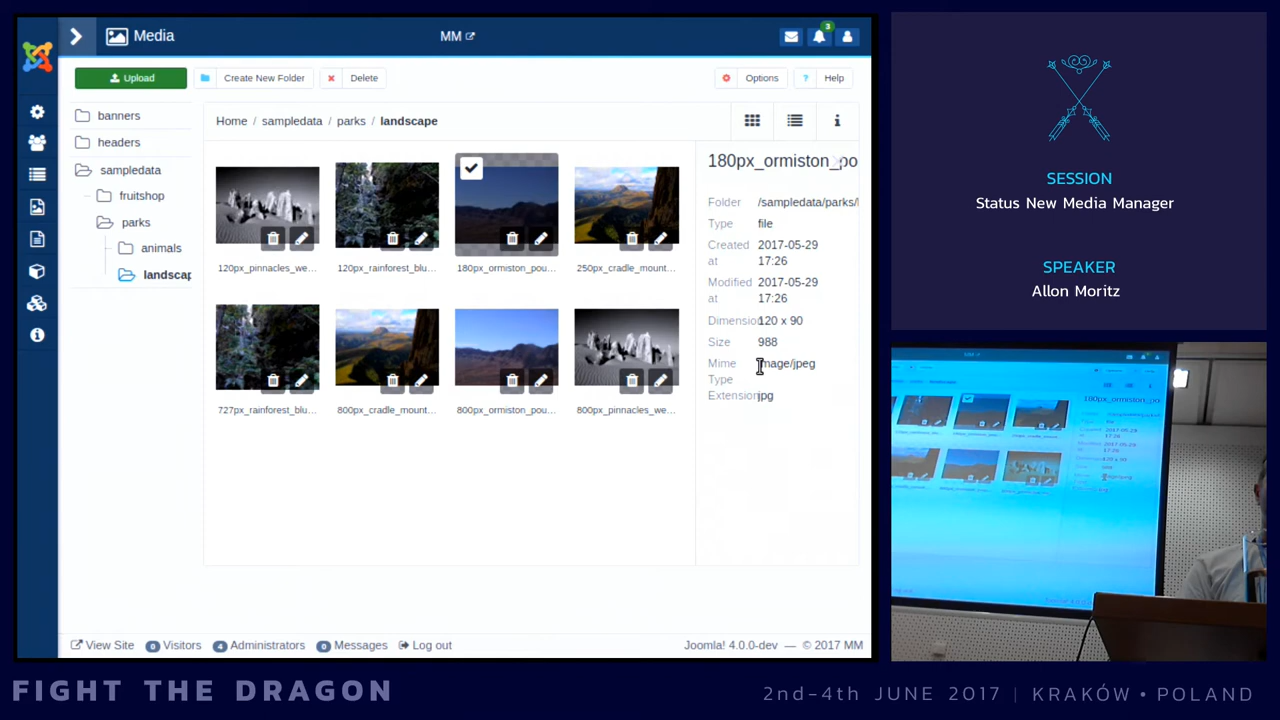 Media
MM
3
Upload
Create New Folder
Delete
Options
? Help
banners
headers
sampledata
fruitshop
parks
animals
landscap
Home / sampledata / parks / landscape
120px_pinnacles_we...
120px_rainforest_blu...
180px_ormiston_pou...
250px_cradle_mount...
727px_rainforest_blu...
800px_cradle_mount...
800px_ormiston_pou...
800px_pinnacles_we...
180px_ormiston_po
Folder /sampledata/parks/l
Type file
Created at 2017-05-29 17:26
Modified at 2017-05-29 17:26
Dimension 120 x 90
Size 988
Mime Type image/jpeg
Extension jpg
View Site 0 Visitors 4 Administrators 0 Messages Log out
Joomla! 4.0.0-dev — © 2017 MM
SESSION
Status New Media Manager
SPEAKER
Allon Moritz
180px_ormiston_po
FIGHT THE DRAGON
2nd-4th JUNE 2017 | KRAKÓW • POLAND